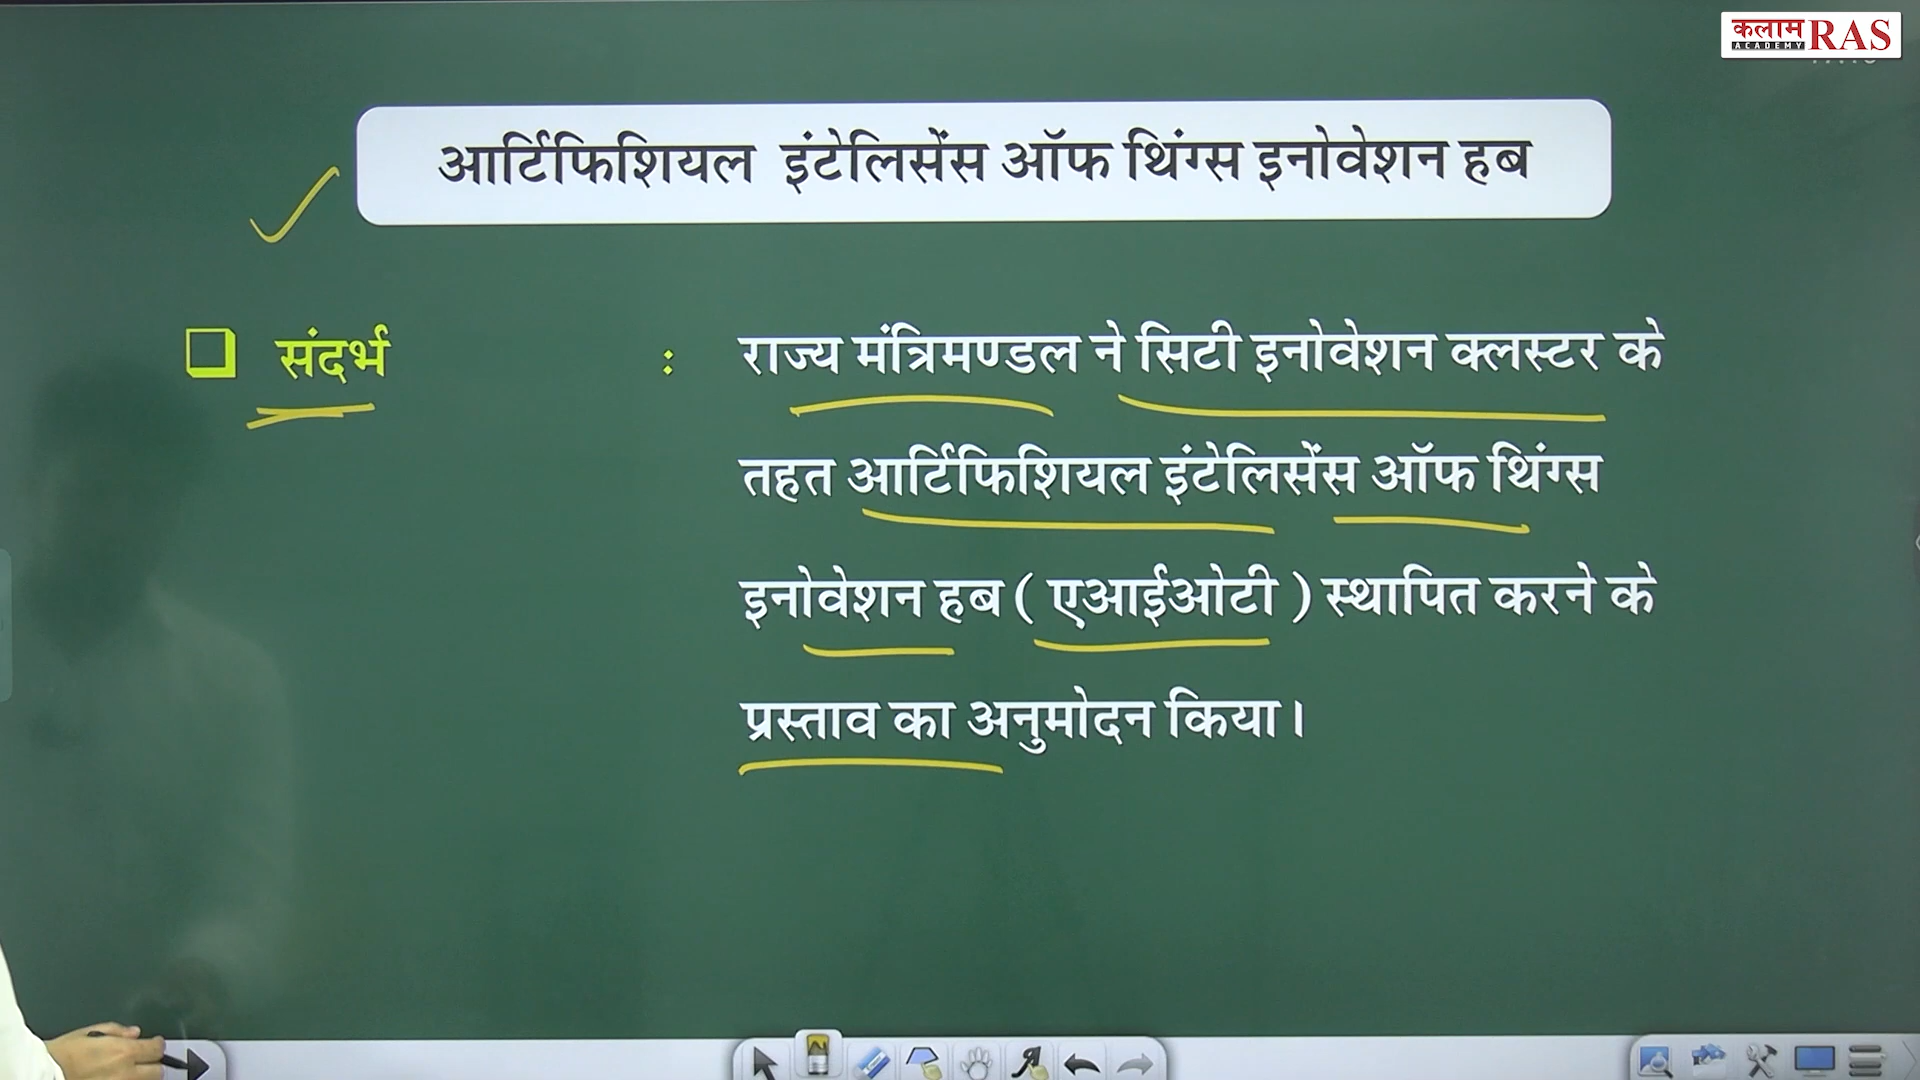 कलाम RAS
ACADEMY
आर्टिफिशियल इंटेलिसेंस ऑफ थिंग्स इनोवेशन हब
संदर्भ : राज्य मंत्रिमण्डल ने सिटी इनोवेशन क्लस्टर के
तहत आर्टिफिशियल इंटेलिसेंस ऑफ थिंग्स
इनोवेशन हब ( एआईओटी ) स्थापित करने के
प्रस्ताव का अनुमोदन किया।